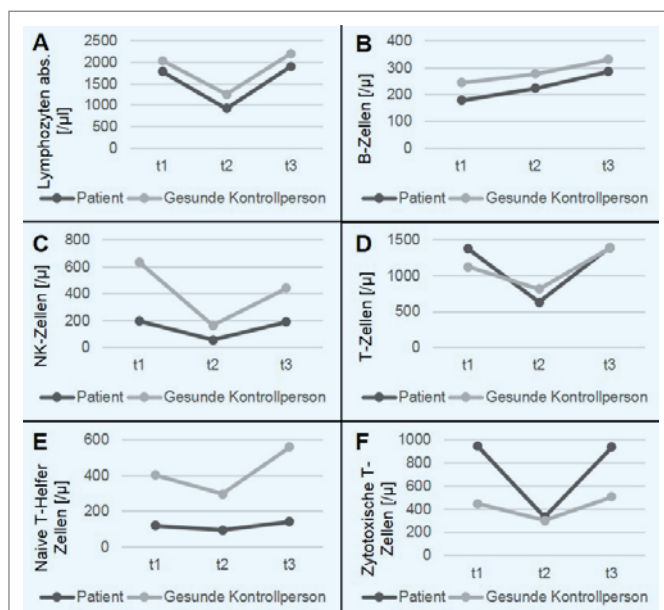 A
Lymphozyten abs.
[/µl]
2500
2000
1500
1000
500
0
t1 t2 t3
Patient Gesunde Kontrollperson
B
B-Zellen [/µ]
400
300
200
100
0
t1 t2 t3
Patient Gesunde Kontrollperson
C
NK-Zellen [/µ]
800
600
400
200
0
t1 t2 t3
Patient Gesunde Kontrollperson
D
T-Zellen [/µ]
1500
1000
500
0
t1 t2 t3
Patient Gesunde Kontrollperson
E
Naive T-Helfer
Zellen [/µ]
600
400
200
0
t1 t2 t3
Patient Gesunde Kontrollperson
F
Zytotoxische T-
Zellen [/µ]
1000
800
600
400
200
0
t1 t2 t3
Patient Gesunde Kontrollperson